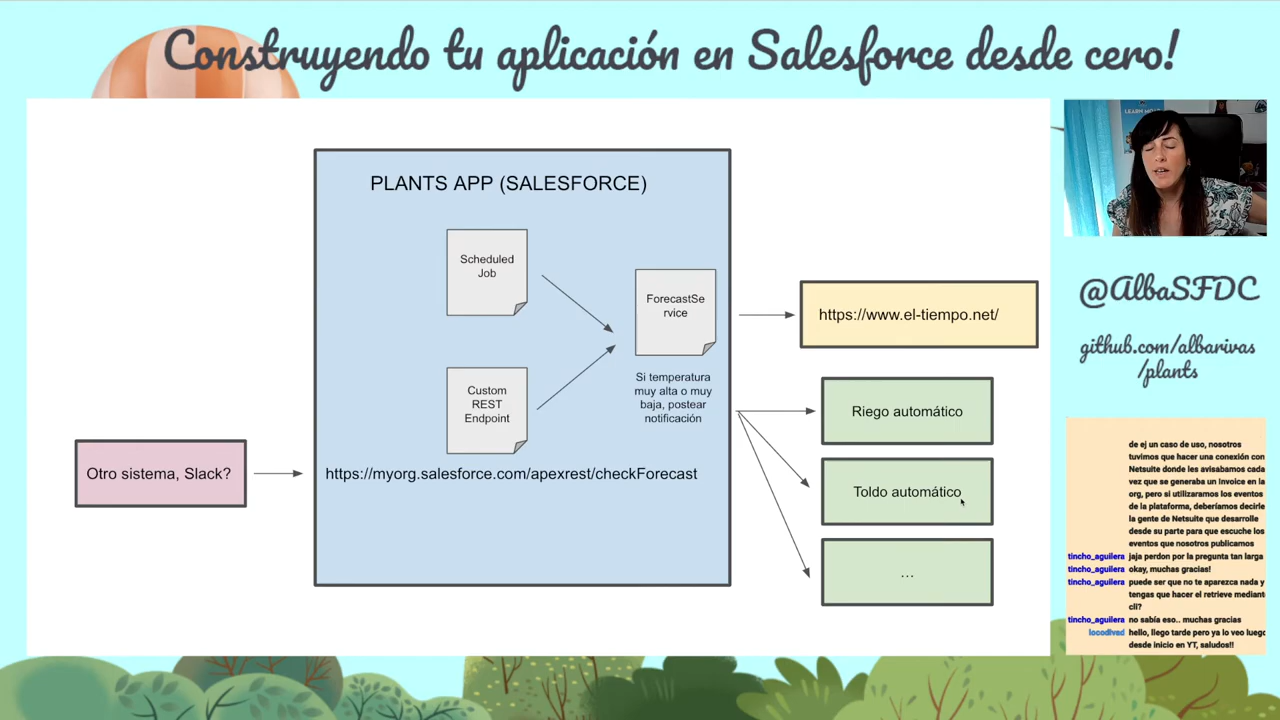 Construyendo tu aplicación en Salesforce desde cero!
PLANTS APP (SALESFORCE)
Scheduled
Job
ForecastSe
rvice
Si temperatura
muy alta o muy
baja, postear
notificación
Custom
REST
Endpoint
https://myorg.salesforce.com/apexrest/checkForecast
Otro sistema, Slack?
https://www.el-tiempo.net/
Riego automático
Toldo automático
...
LEARN MOAR
@AlbaSFDC
github.com/albarivas
/plants
de ej un caso de uso, nosotros
tuvimos que hacer una conexión con
Netsuite donde les avisabamos cada
vez que se generaba un Invoice en la
org, pero si utilizaramos los eventos
de la plataforma, deberíamos decirle
la gente de Netsuite que desarrolle
desde su parte para que escuche los
eventos que nosotros publicamos
tincho_aguilera jaja perdon por la pregunta tan larga
tincho_aguilera okay, muchas gracias!
tincho_aguilera puede ser que no te aparezca nada y
tengas que hacer el retrieve mediante
cli?
tincho_aguilera no sabía eso.. muchas gracias
locodivad hello, llego tarde pero ya lo veo luego
desde inicio en YT, saludos!!